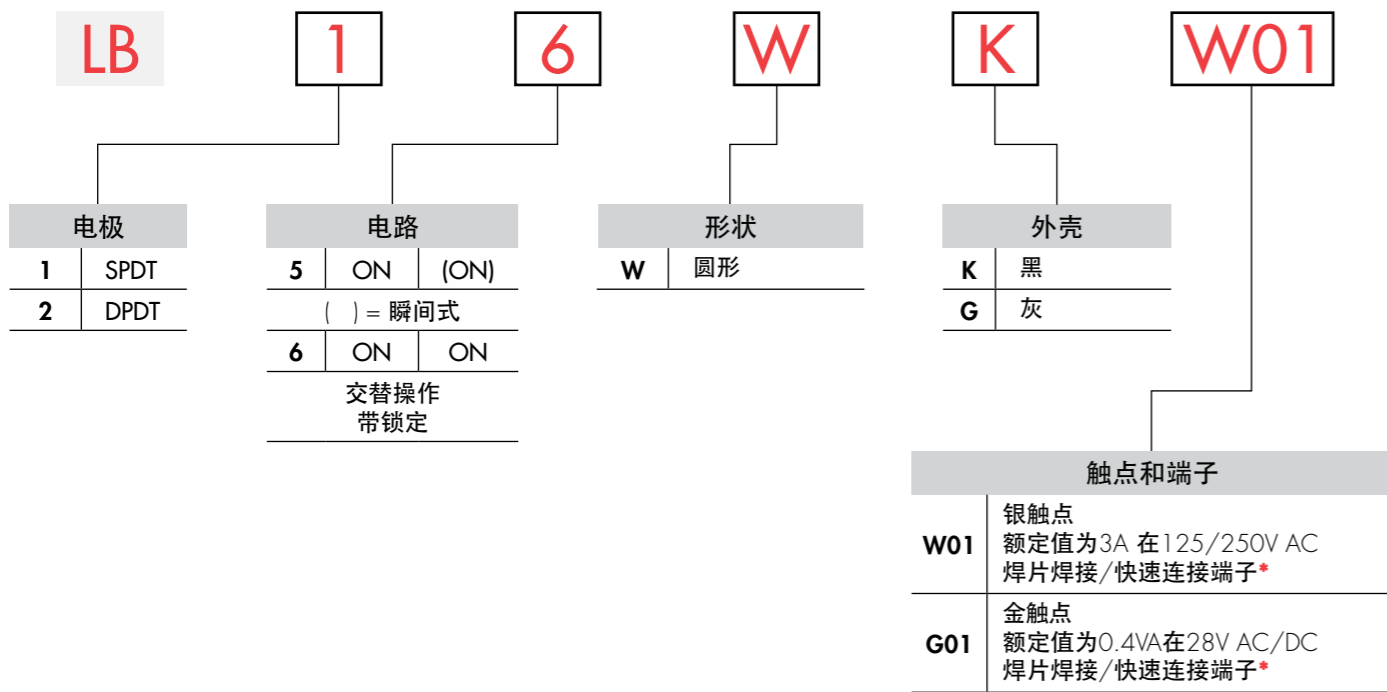 LB 1 6 W K W01
电极
1 SPDT
2 DPDT
电路
5 ON (ON)
( ) = 瞬间式
6 ON ON
交替操作
带锁定
形状
W 圆形
外壳
K 黑
G 灰
触点和端子
W01
银触点
额定值为3A 在125/250V AC
焊片焊接/快速连接端子*
G01
金触点
额定值为0.4VA在28V AC/DC
焊片焊接/快速连接端子*